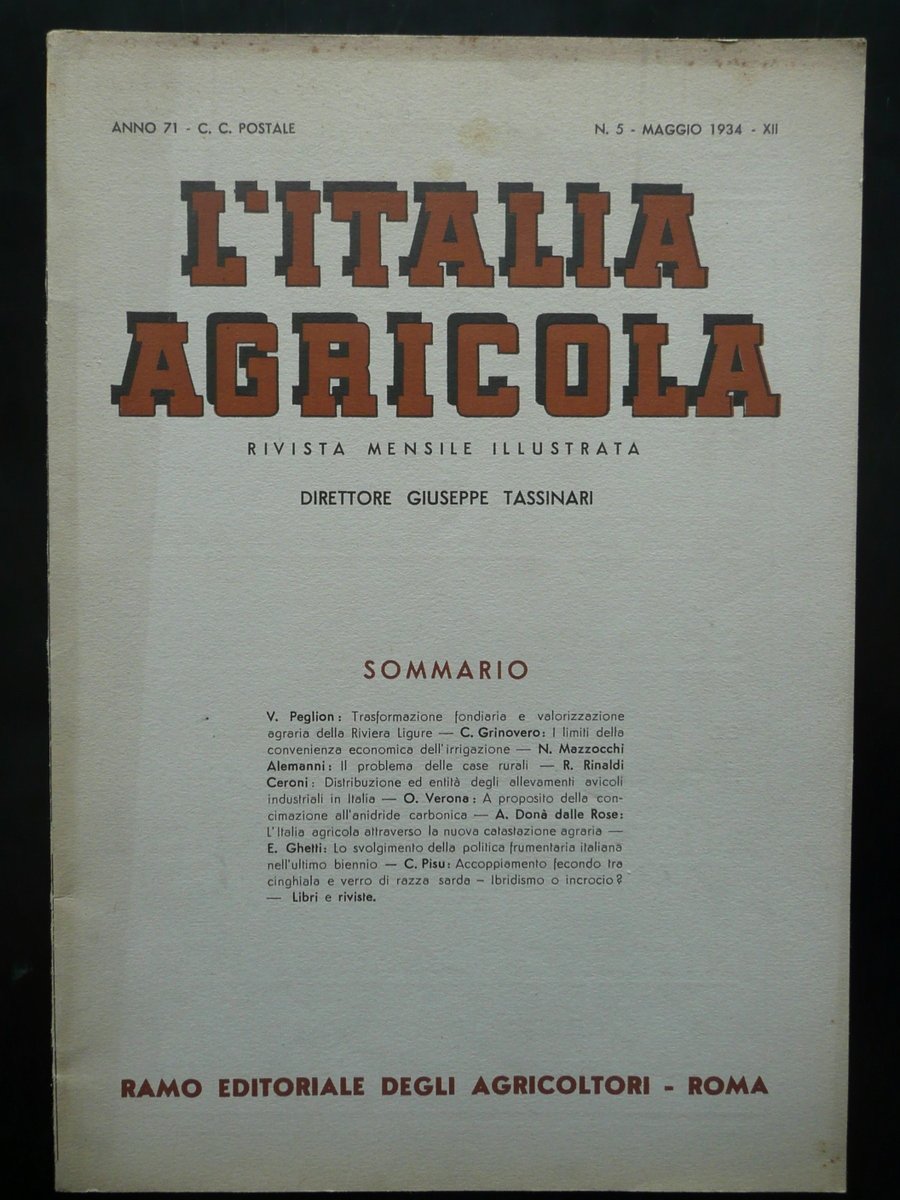 ANNO 71 - C. C. POSTALE
N. 5 - MAGGIO 1934 - XII
L'ITALIA
AGRICOLA
RIVISTA MENSILE ILLUSTRATA
DIRETTORE GIUSEPPE TASSINARI
SOMMARIO
V. Peglion: Trasformazione fondiaria e valorizzazione
agraria della Riviera Ligure — C. Grinovero: I limiti della
convenienza economica dell'irrigazione — N. Mazzocchi
Alemanni: Il problema delle case rurali — R. Rinaldi
Ceroni: Distribuzione ed entità degli allevamenti avicoli
industriali in Italia — O. Verona: A proposito della con-
cimazione all'anidride carbonica — A. Donà dalle Rose:
L'Italia agricola attraverso la nuova catastazione agraria —
E. Ghetti: Lo svolgimento della politica frumentaria italiana
nell'ultimo biennio — C. Pisu: Accoppiamento fecondo tra
cinghiala e verro di razza sarda - Ibridismo o incrocio?
— Libri e riviste.
RAMO EDITORIALE DEGLI AGRICOLTORI - ROMA